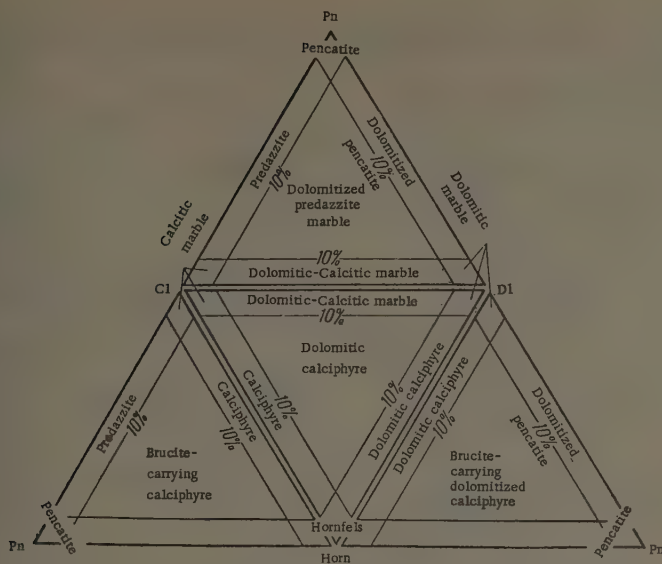 Pn
Pencatite
Predazzite
10%
Dolomitized
pencatite
10%
Dolomitized
predazzite
marble
Calcitic
marble
Dolomitic
marble
10%
Dolomitic-Calcitic marble
Cl
Dl
Dolomitic-Calcitic marble
10%
Dolomitic
calciphyre
Predazzite
10%
Calciphyre
10%
Calciphyre
10%
Dolomitic calciphyre
10%
Dolomitic calciphyre
10%
Dolomitized
pencatite
10%
Brucite-
carrying
calciphyre
Brucite-
carrying
dolomitized
calciphyre
Pencatite
Hornfels
Pencatite
Pn
Horn
Pn